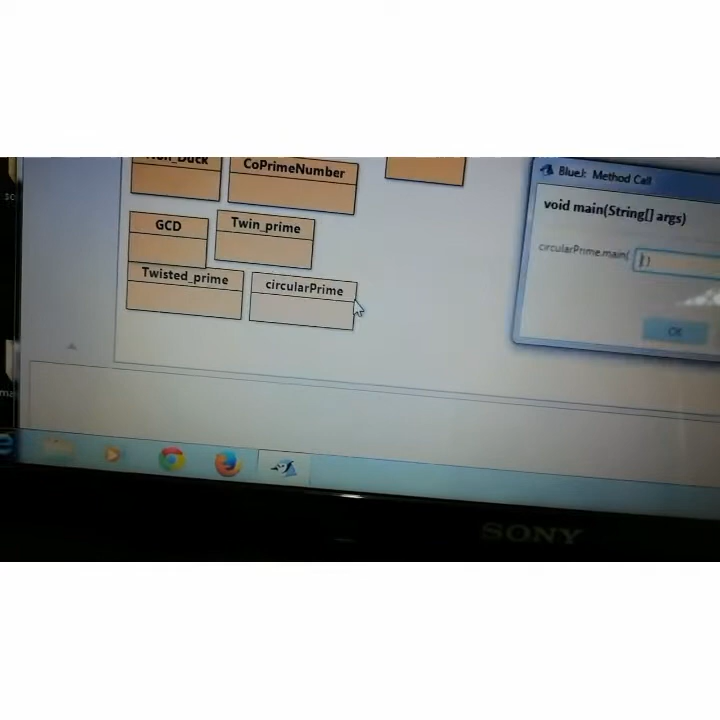 CoPrimeNumber
BlueJ: Method Call
void main(String[] args)
GCD
Twin_prime
circularPrime.main(
)
Twisted_prime
circularPrime
OK
SONY